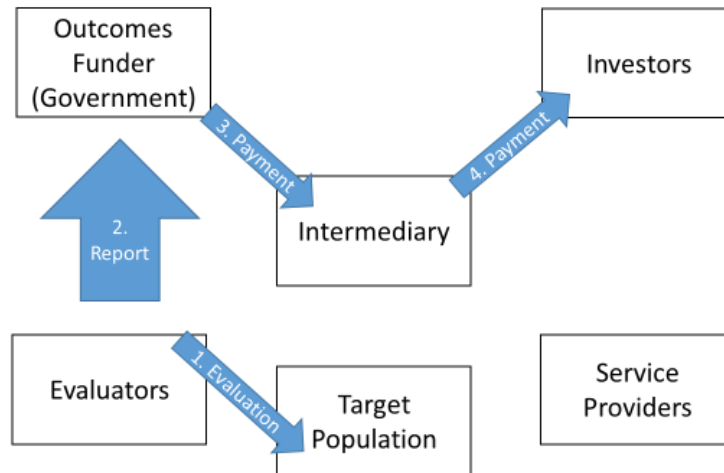 Outcomes
Funder
(Government)
Investors
3. Payment
4. Payment
Intermediary
2.
Report
Evaluators
1. Evaluation
Target
Population
Service
Providers